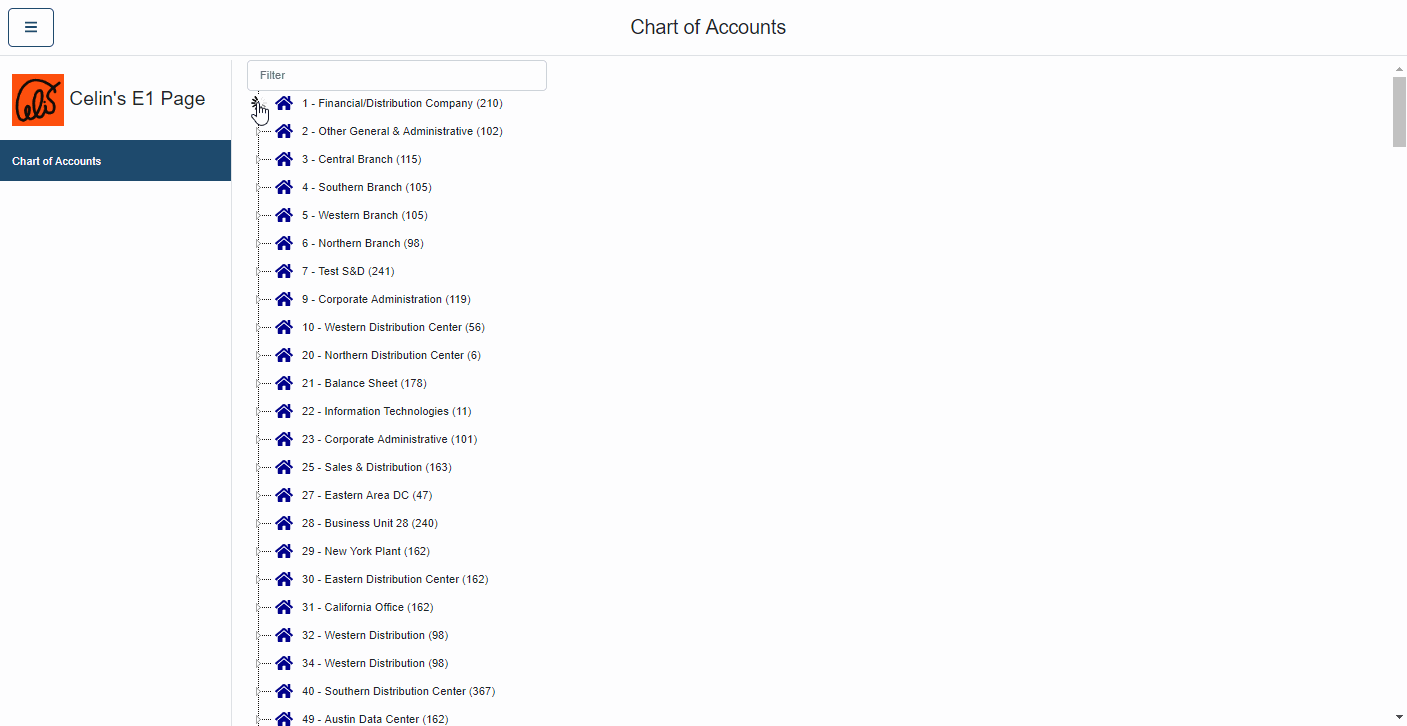 Chart of Accounts
Celin's E1 Page
Chart of Accounts
Filter
1 - Financial/Distribution Company (210)
2 - Other General & Administrative (102)
3 - Central Branch (115)
4 - Southern Branch (105)
5 - Western Branch (105)
6 - Northern Branch (98)
7 - Test S&D (241)
9 - Corporate Administration (119)
10 - Western Distribution Center (56)
20 - Northern Distribution Center (6)
21 - Balance Sheet (178)
22 - Information Technologies (11)
23 - Corporate Administrative (101)
25 - Sales & Distribution (163)
27 - Eastern Area DC (47)
28 - Business Unit 28 (240)
29 - New York Plant (162)
30 - Eastern Distribution Center (162)
31 - California Office (162)
32 - Western Distribution (98)
34 - Western Distribution (98)
40 - Southern Distribution Center (367)
49 - Austin Data Center (162)